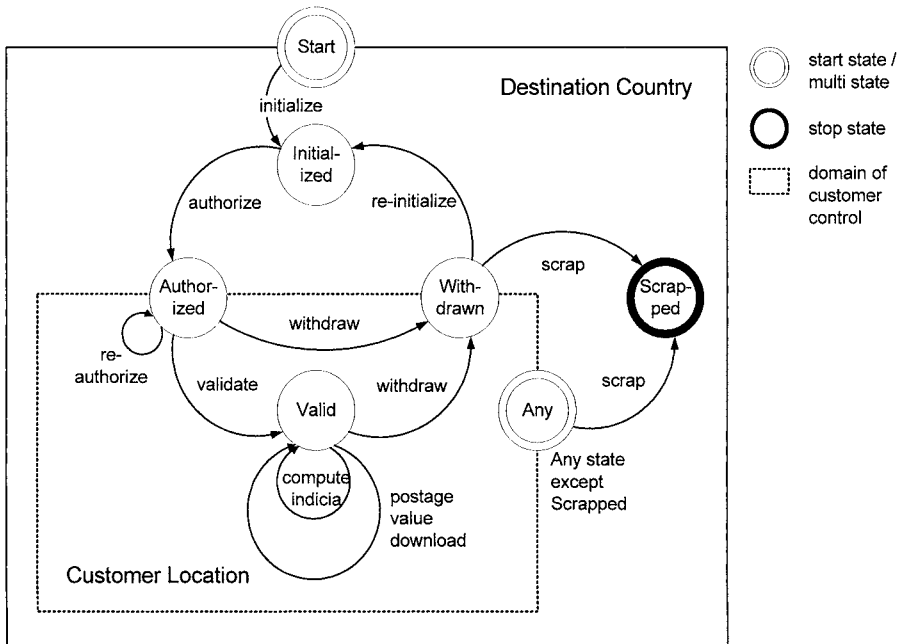 Start
start state /
multi state
Destination Country
initialize
stop state
Initial-
ized
domain of
customer
control
authorize
re-initialize
scrap
Author-
ized
With-
drawn
Scrap-
ped
withdraw
re-
authorize
validate
withdraw
scrap
Valid
Any
compute
indicia
Any state
except
Scrapped
postage
value
download
Customer Location